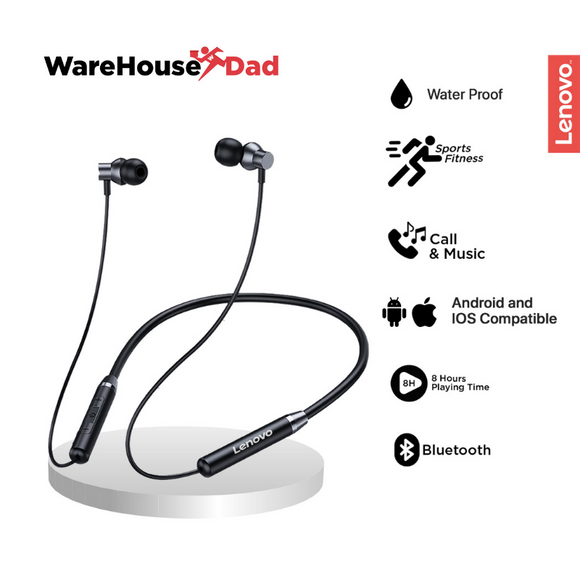 WareHouse Dad
Lenovo
Water Proof
Sports
Fitness
Call
& Music
Android and
IOS Compatible
8H
8 Hours
Playing Time
Bluetooth
Lenovo